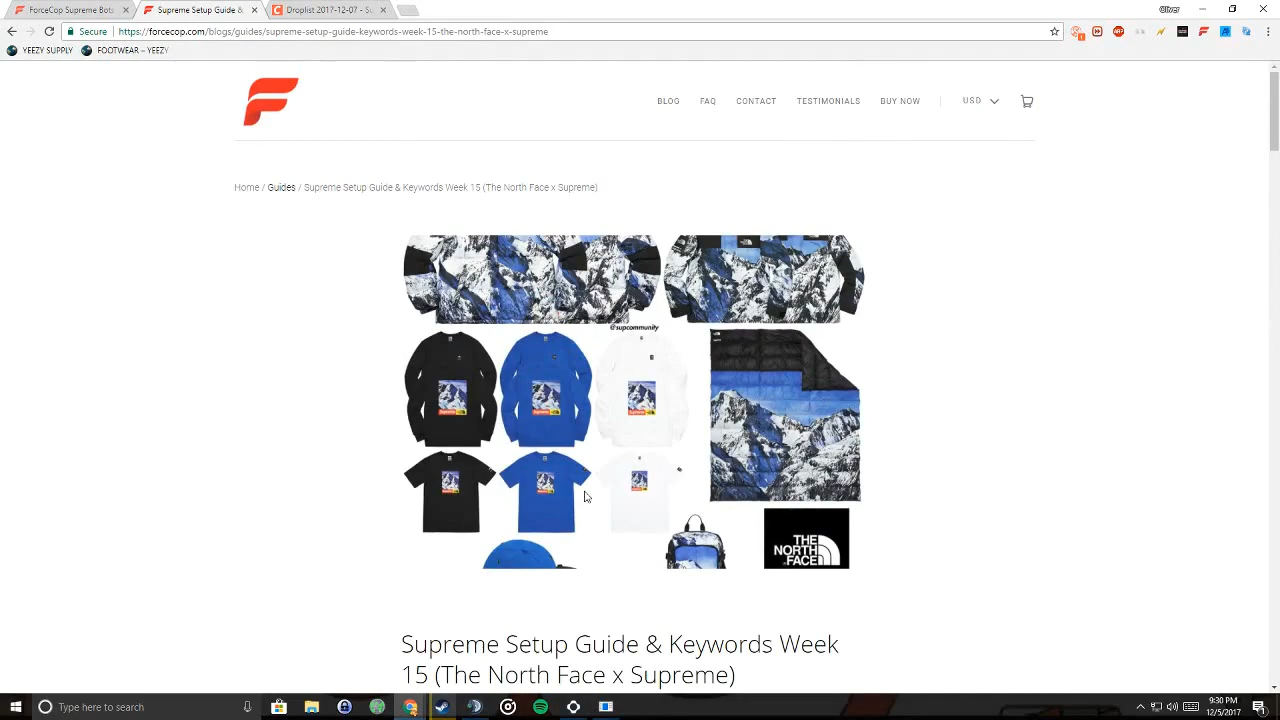 ForceCop Supreme Bots
Supreme Setup Guide &
Droplist 2017-12-07 - Su
Oliver
Secure
https://forcecop.com/blogs/guides/supreme-setup-guide-keywords-week-15-the-north-face-x-supreme
YEEZY SUPPLY
FOOTWEAR – YEEZY
BLOG
FAQ
CONTACT
TESTIMONIALS
BUY NOW
USD
Home / Guides / Supreme Setup Guide & Keywords Week 15 (The North Face x Supreme)
@supcommunity
THE
NORTH
FACE
Supreme Setup Guide & Keywords Week
15 (The North Face x Supreme)
Type here to search
9:30 PM
12/5/2017